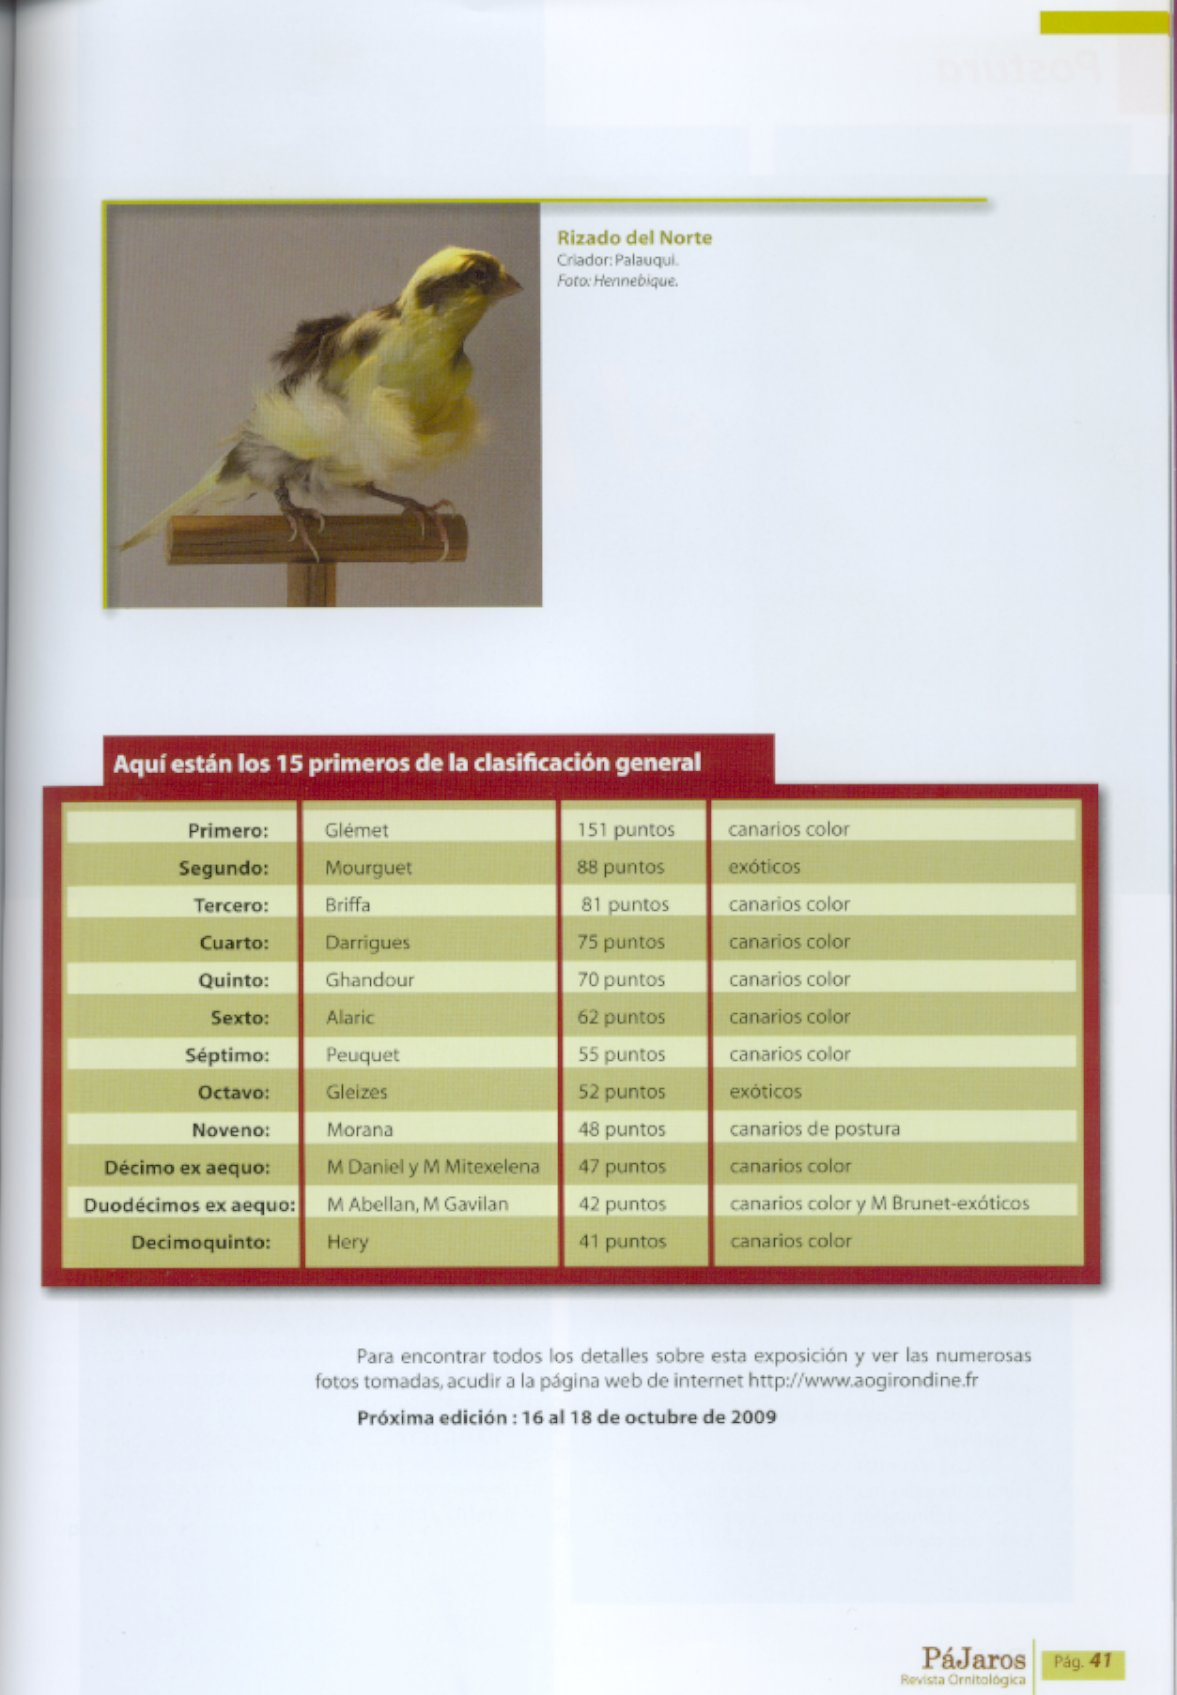 Rizado del Norte
Criador: Palauqui.
Foto: Hennebique.
Aquí están los 15 primeros de la clasificación general
Primero: Glémet 151 puntos canarios color
Segundo: Mourguet 88 puntos exóticos
Tercero: Briffa 81 puntos canarios color
Cuarto: Darrigues 75 puntos canarios color
Quinto: Ghandour 70 puntos canarios color
Sexto: Alaric 62 puntos canarios color
Séptimo: Peuquet 55 puntos canarios color
Octavo: Gleizes 52 puntos exóticos
Noveno: Morana 48 puntos canarios de postura
Décimo ex aequo: M Daniel y M Mitexelena 47 puntos canarios color
Duodécimos ex aequo: M Abellan, M Gavilan 42 puntos canarios color y M Brunet-exóticos
Decimoquinto: Hery 41 puntos canarios color
Para encontrar todos los detalles sobre esta exposición y ver las numerosas
fotos tomadas, acudir a la página web de internet http://www.aogirondine.fr
Próxima edición : 16 al 18 de octubre de 2009
PáJaros
Revista Ornitológica
Pág. 41